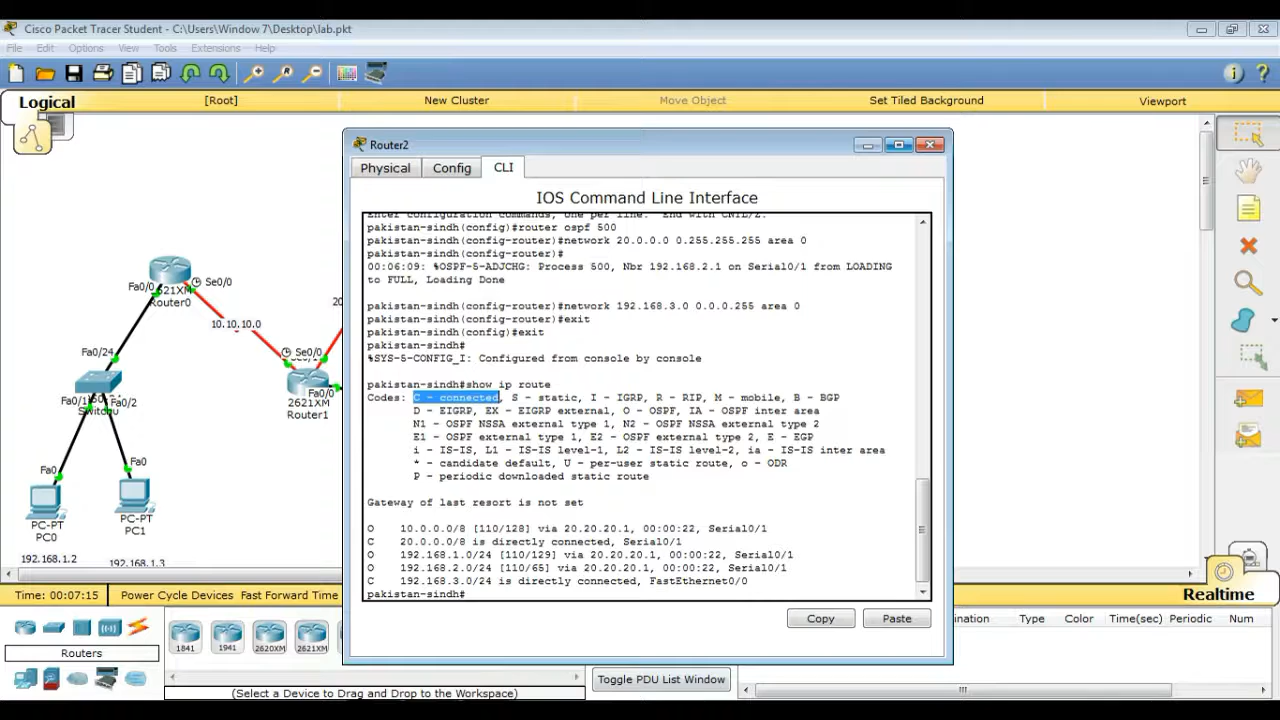 Cisco Packet Tracer Student - C:\Users\Window 7\Desktop\lab.pkt
File Edit Options View Tools Extensions Help
Logical [Root] New Cluster Move Object Set Tiled Background Viewport
Router2
Physical Config CLI
IOS Command Line Interface
Enter configuration commands, one per line. End with CNTL/Z.
pakistan-sindh(config)#router ospf 500
pakistan-sindh(config-router)#network 20.0.0.0 0.255.255.255 area 0
pakistan-sindh(config-router)#
00:06:09: %OSPF-5-ADJCHG: Process 500, Nbr 192.168.2.1 on Serial0/1 from LOADING
to FULL, Loading Done
pakistan-sindh(config-router)#network 192.168.3.0 0.0.0.255 area 0
pakistan-sindh(config-router)#exit
pakistan-sindh(config)#exit
pakistan-sindh#
%SYS-5-CONFIG_I: Configured from console by console
pakistan-sindh#show ip route
Codes: C - connected, S - static, I - IGRP, R - RIP, M - mobile, B - BGP
D - EIGRP, EX - EIGRP external, O - OSPF, IA - OSPF inter area
N1 - OSPF NSSA external type 1, N2 - OSPF NSSA external type 2
E1 - OSPF external type 1, E2 - OSPF external type 2, E - EGP
i - IS-IS, L1 - IS-IS level-1, L2 - IS-IS level-2, ia - IS-IS inter area
* - candidate default, U - per-user static route, o - ODR
P - periodic downloaded static route
Gateway of last resort is not set
O 10.0.0.0/8 [110/128] via 20.20.20.1, 00:00:22, Serial0/1
C 20.0.0.0/8 is directly connected, Serial0/1
O 192.168.1.0/24 [110/129] via 20.20.20.1, 00:00:22, Serial0/1
O 192.168.2.0/24 [110/65] via 20.20.20.1, 00:00:22, Serial0/1
C 192.168.3.0/24 is directly connected, FastEthernet0/0
pakistan-sindh#
Copy Paste
Fa0/0 Se0/0
2621XM
Router0
20
10.10.10.0
Fa0/24
Se0/0
Fa0/1
Fa0/2
Fa0/0
2621XM
Router1
Fa0
Fa0
PC-PT
PC0
PC-PT
PC1
192.168.1.2
192.168.1.3
Time: 00:07:15 Power Cycle Devices Fast Forward Time
Realtime
Routers
1841 1941 2620XM 2621XM
(Select a Device to Drag and Drop to the Workspace)
Toggle PDU List Window
ination Type Color Time(sec) Periodic Num